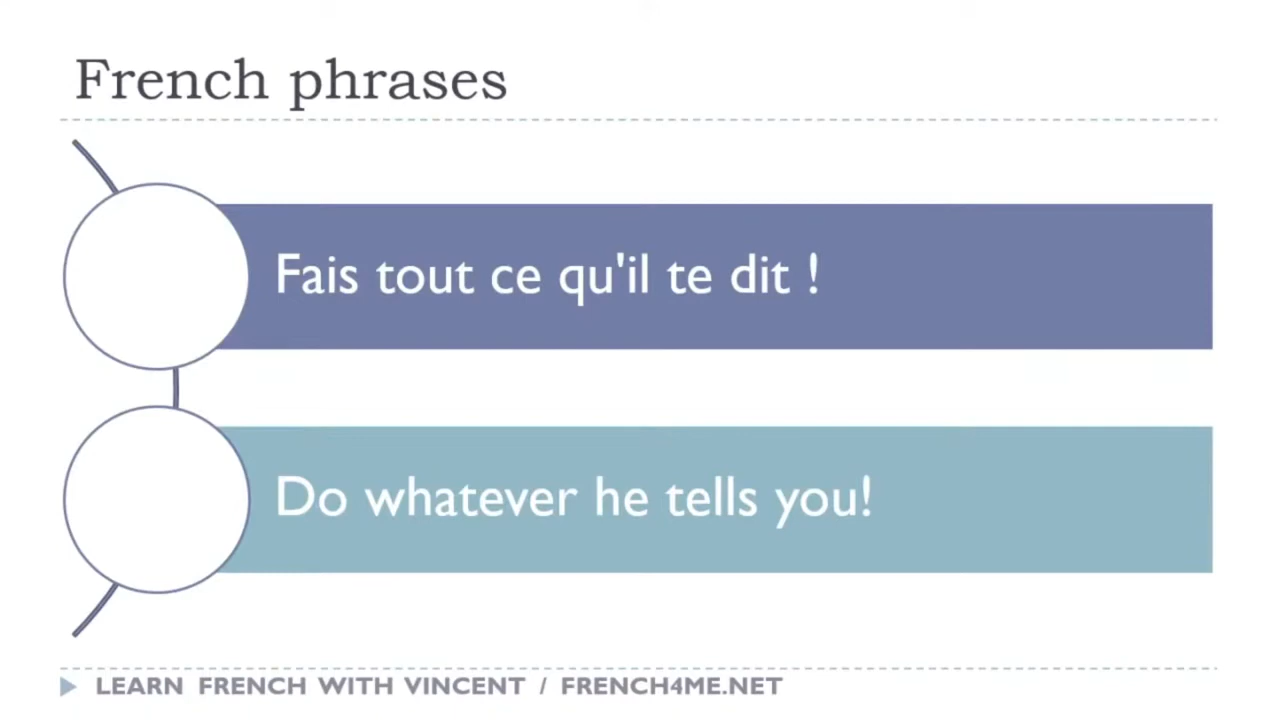 French phrases
Fais tout ce qu'il te dit !
Do whatever he tells you!
LEARN FRENCH WITH VINCENT / FRENCH4ME.NET